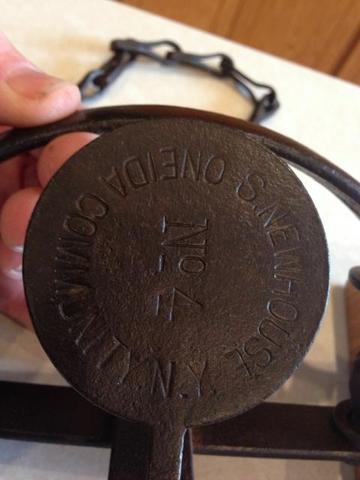 S. NEWHOUSE
ONEIDA COMMUNITY N.Y.
No 4